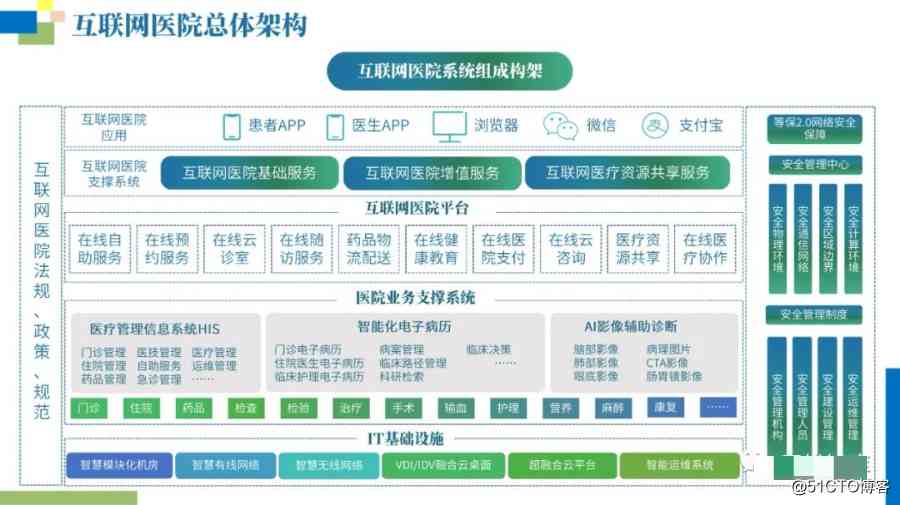 互联网医院总体架构
互联网医院系统组成构架
互联网医院法规、政策、规范
互联网医院
应用
患者APP
医生APP
浏览器
微信
支付宝
互联网医院
支撑系统
互联网医院基础服务
互联网医院增值服务
互联网医疗资源共享服务
互联网医院平台
在线自
助服务
在线预
约服务
在线云
诊室
在线随
访服务
药品物
流配送
在线健
康教育
在线医
院支付
在线云
咨询
医疗资
源共享
在线医
疗协作
医院业务支撑系统
医疗管理信息系统HIS
门诊管理 医技管理 医疗管理
住院管理 自助服务 运维管理
药品管理 急诊管理 ……
智能化电子病历
门诊电子病历 病案管理 临床决策
住院医生电子病历 临床路径管理 ……
临床护理电子病历 科研检索
AI影像辅助诊断
脑部影像 病理图片
肺部影像 CTA影像
眼底影像 肠胃镜影像
门诊
住院
药品
检查
检验
治疗
手术
输血
护理
营养
麻醉
康复
……
IT基础设施
智慧模块化机房
智慧有线网络
智慧无线网络
VDI/IDV融合云桌面
超融合云平台
智能运维系统
等保2.0网络安全
保障
安全管理中心
安全物理环境
安全通信网络
安全区域边界
安全计算环境
安全管理制度
安全管理机构
安全管理人员
安全建设管理
安全运维管理
@51CTO博客